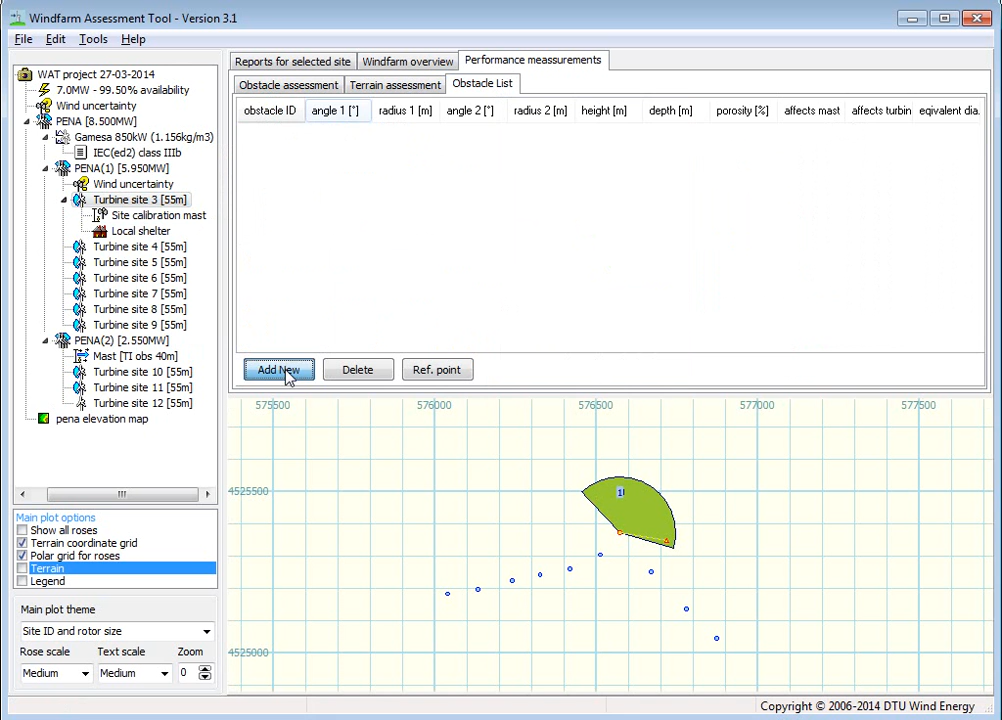 Windfarm Assessment Tool - Version 3.1
File Edit Tools Help
WAT project 27-03-2014
7.0MW - 99.50% availability
Wind uncertainty
PENA [8.500MW]
Gamesa 850kW (1.156kg/m3)
IEC(ed2) class IIIb
PENA(1) [5.950MW]
Wind uncertainty
Turbine site 3 [55m]
Site calibration mast
Local shelter
Turbine site 4 [55m]
Turbine site 5 [55m]
Turbine site 6 [55m]
Turbine site 7 [55m]
Turbine site 8 [55m]
Turbine site 9 [55m]
PENA(2) [2.550MW]
Mast [TI obs 40m]
Turbine site 10 [55m]
Turbine site 11 [55m]
Turbine site 12 [55m]
pena elevation map
Main plot options
Show all roses
Terrain coordinate grid
Polar grid for roses
Terrain
Legend
Main plot theme
Site ID and rotor size
Rose scale Text scale Zoom
Medium Medium 0
Reports for selected site Windfarm overview Performance measurements
Obstacle assessment Terrain assessment Obstacle List
obstacle ID angle 1 [°] radius 1 [m] angle 2 [°] radius 2 [m] height [m] depth [m] porosity [%] affects mast affects turbin eqivalent dia.
Add New Delete Ref. point
575500 576000 576500 577000 577500
4525500
1
4525000
Copyright © 2006-2014 DTU Wind Energy